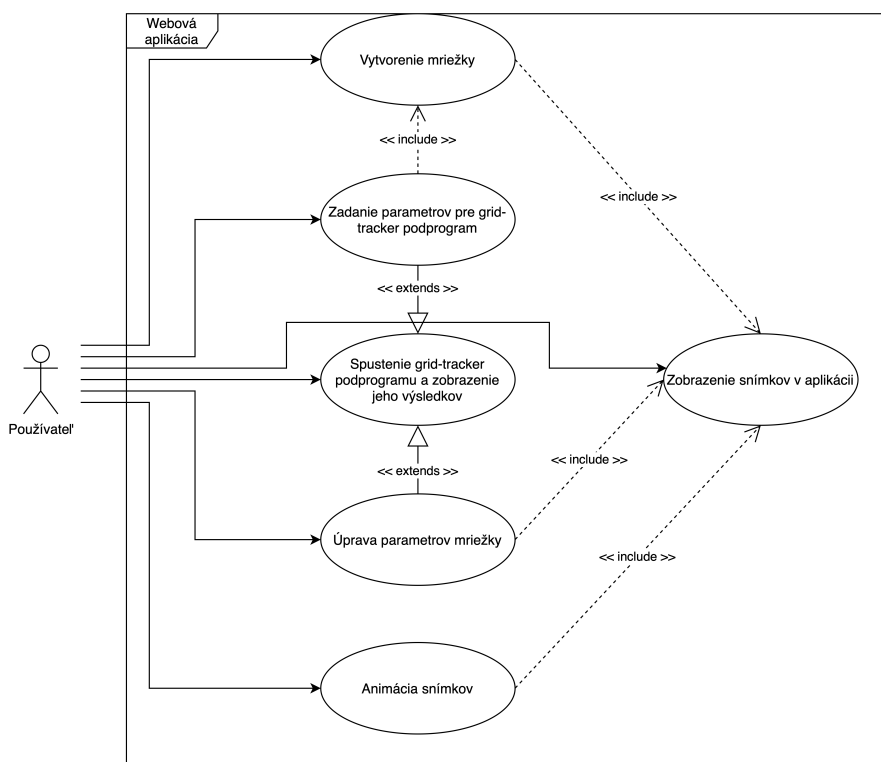 Webová
aplikácia
Vytvorenie mriežky
<< include >>
<< include >>
Zadanie parametrov pre grid-
tracker podprogram
<< extends >>
Spustenie grid-tracker
podprogramu a zobrazenie
jeho výsledkov
Zobrazenie snímkov v aplikácii
Používateľ
<< extends >>
<< include >>
Úprava parametrov mriežky
<< include >>
Animácia snímkov